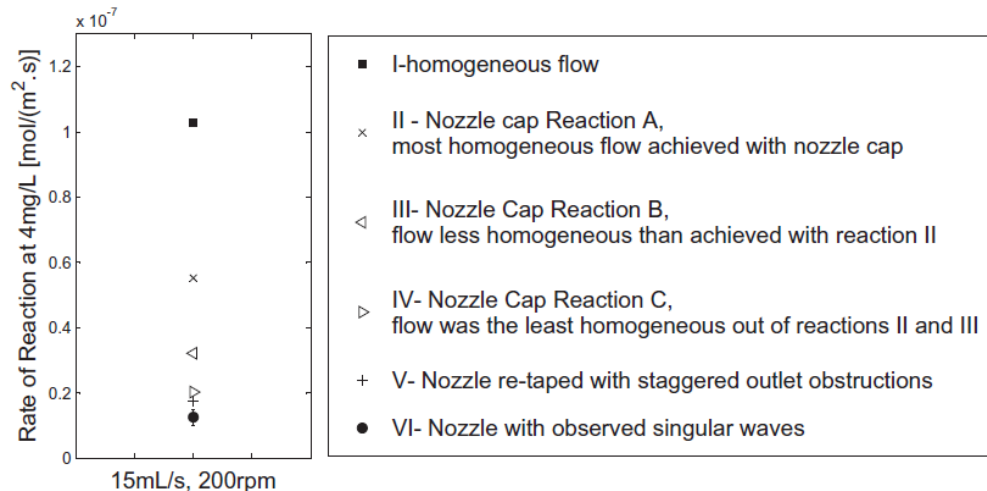 x 10⁻⁷
Rate of Reaction at 4mg/L [mol/(m².s)]
1.2
1
0.8
0.6
0.4
0.2
0
15mL/s, 200rpm
I-homogeneous flow
II - Nozzle cap Reaction A,
most homogeneous flow achieved with nozzle cap
III- Nozzle Cap Reaction B,
flow less homogeneous than achieved with reaction II
IV- Nozzle Cap Reaction C,
flow was the least homogeneous out of reactions II and III
V- Nozzle re-taped with staggered outlet obstructions
VI- Nozzle with observed singular waves